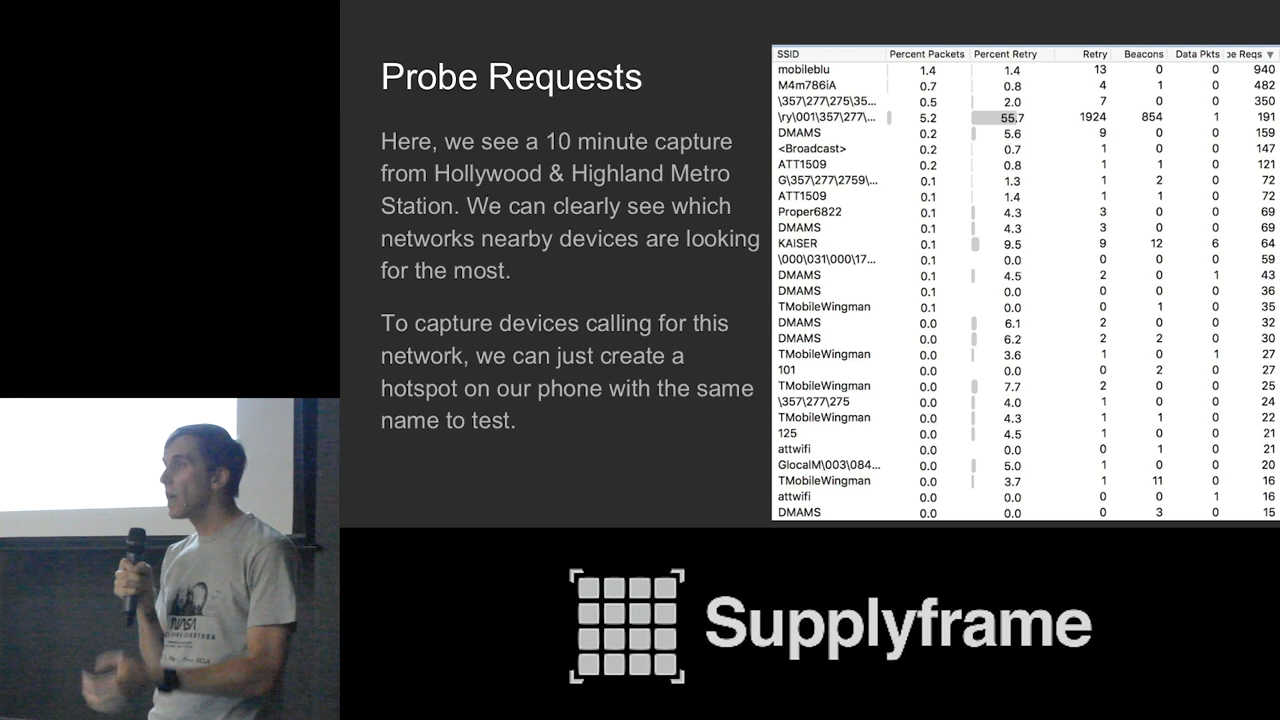 Probe Requests
Here, we see a 10 minute capture
from Hollywood & Highland Metro
Station. We can clearly see which
networks nearby devices are looking
for the most.
To capture devices calling for this
network, we can just create a
hotspot on our phone with the same
name to test.
SSID Percent Packets Percent Retry Retry Beacons Data Pkts be Reqs ▼
mobileblu 1.4 1.4 13 0 0 940
M4m786iA 0.7 0.8 4 1 0 482
\357\277\275\35... 0.5 2.0 7 0 0 350
\ry\001\357\277\... 5.2 55.7 1924 854 1 191
DMAMS 0.2 5.6 9 0 0 159
<Broadcast> 0.2 0.7 1 0 0 147
ATT1509 0.2 0.8 1 1 0 121
G\357\277\2759\... 0.1 1.3 1 2 0 72
ATT1509 0.1 1.4 1 1 0 72
Proper6822 0.1 4.3 3 0 0 69
DMAMS 0.1 4.3 3 0 0 69
KAISER 0.1 9.5 9 12 6 64
\000\031\000\17... 0.1 0.0 0 0 0 59
DMAMS 0.1 4.5 2 0 1 43
DMAMS 0.1 0.0 0 0 0 36
TMobileWingman 0.1 0.0 0 1 0 35
DMAMS 0.0 6.1 2 0 0 32
DMAMS 0.0 6.2 2 2 0 30
TMobileWingman 0.0 3.6 1 0 1 27
101 0.0 0.0 0 2 0 27
TMobileWingman 0.0 7.7 2 0 0 25
\357\277\275 0.0 4.0 1 0 0 24
TMobileWingman 0.0 4.3 1 1 0 22
125 0.0 4.5 1 0 0 21
attwifi 0.0 0.0 0 1 0 21
GlocalM\003\084... 0.0 5.0 1 0 0 20
TMobileWingman 0.0 3.7 1 11 0 16
attwifi 0.0 0.0 0 0 1 16
DMAMS 0.0 0.0 0 3 0 15
NASA
UCLA
Supplyframe